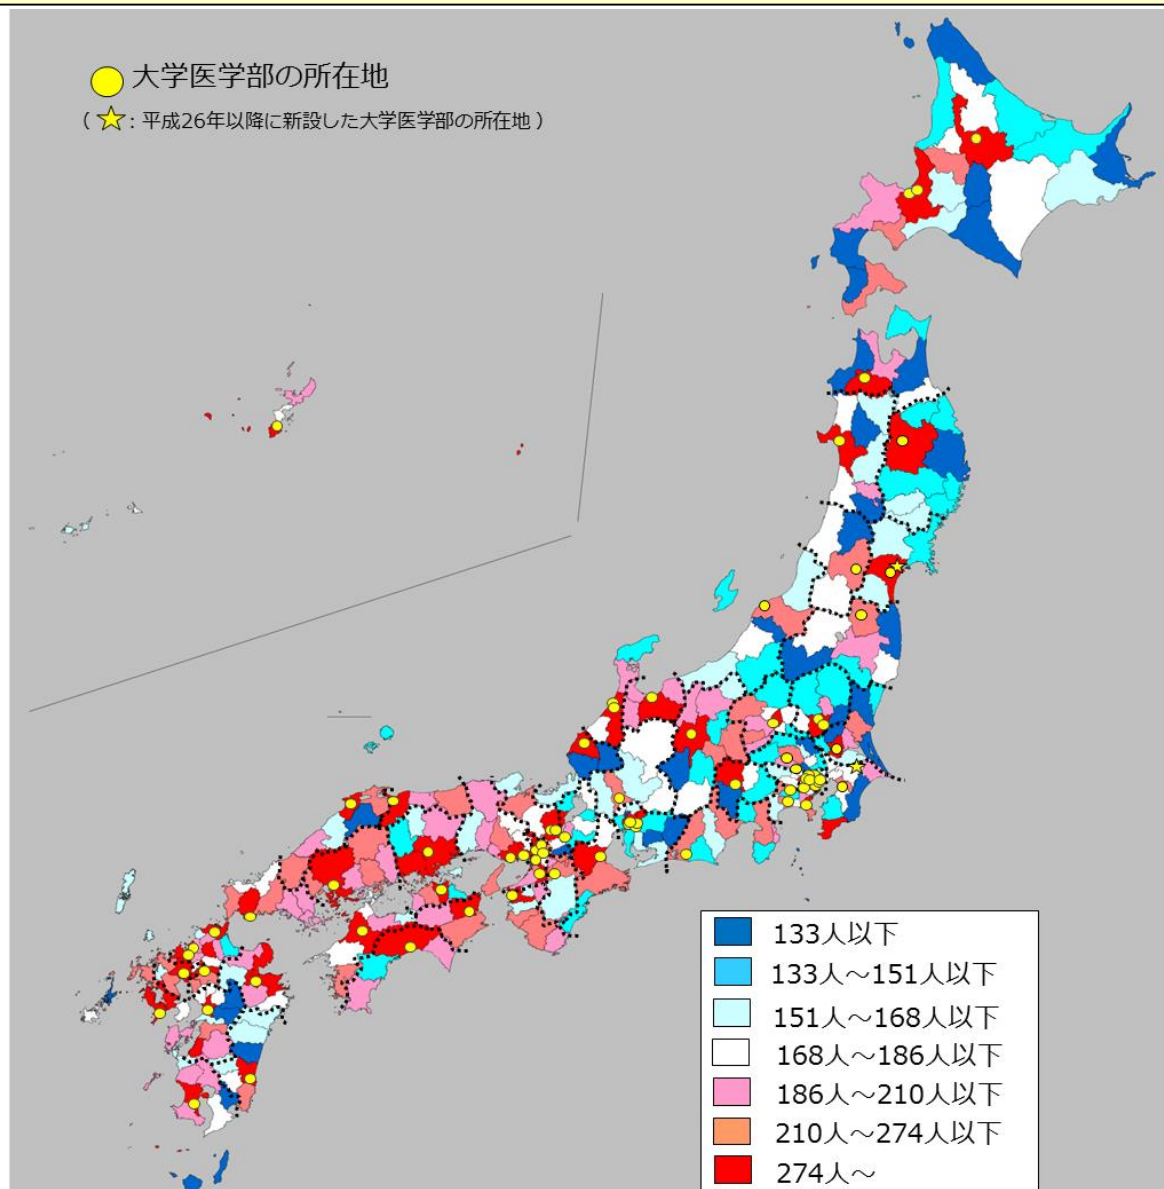 大学医学部の所在地
（☆：平成26年以降に新設した大学医学部の所在地）
133人以下
133人～151人以下
151人～168人以下
168人～186人以下
186人～210人以下
210人～274人以下
274人～